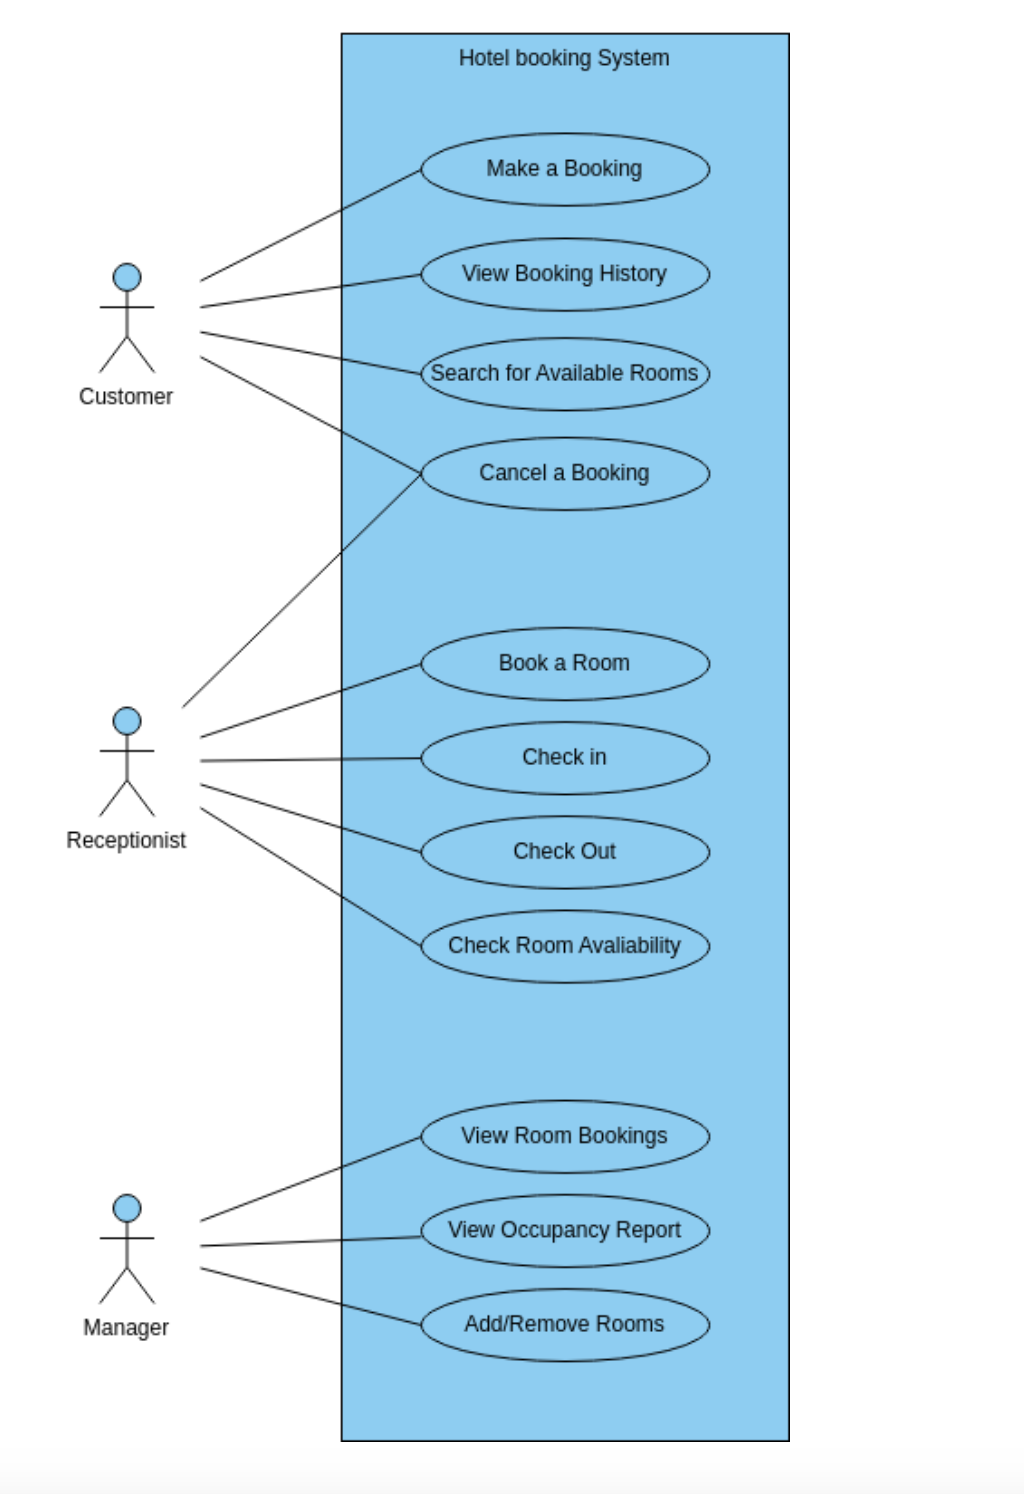 Hotel booking System
Make a Booking
View Booking History
Search for Available Rooms
Cancel a Booking
Customer
Book a Room
Check in
Check Out
Check Room Avaliability
Receptionist
View Room Bookings
View Occupancy Report
Add/Remove Rooms
Manager